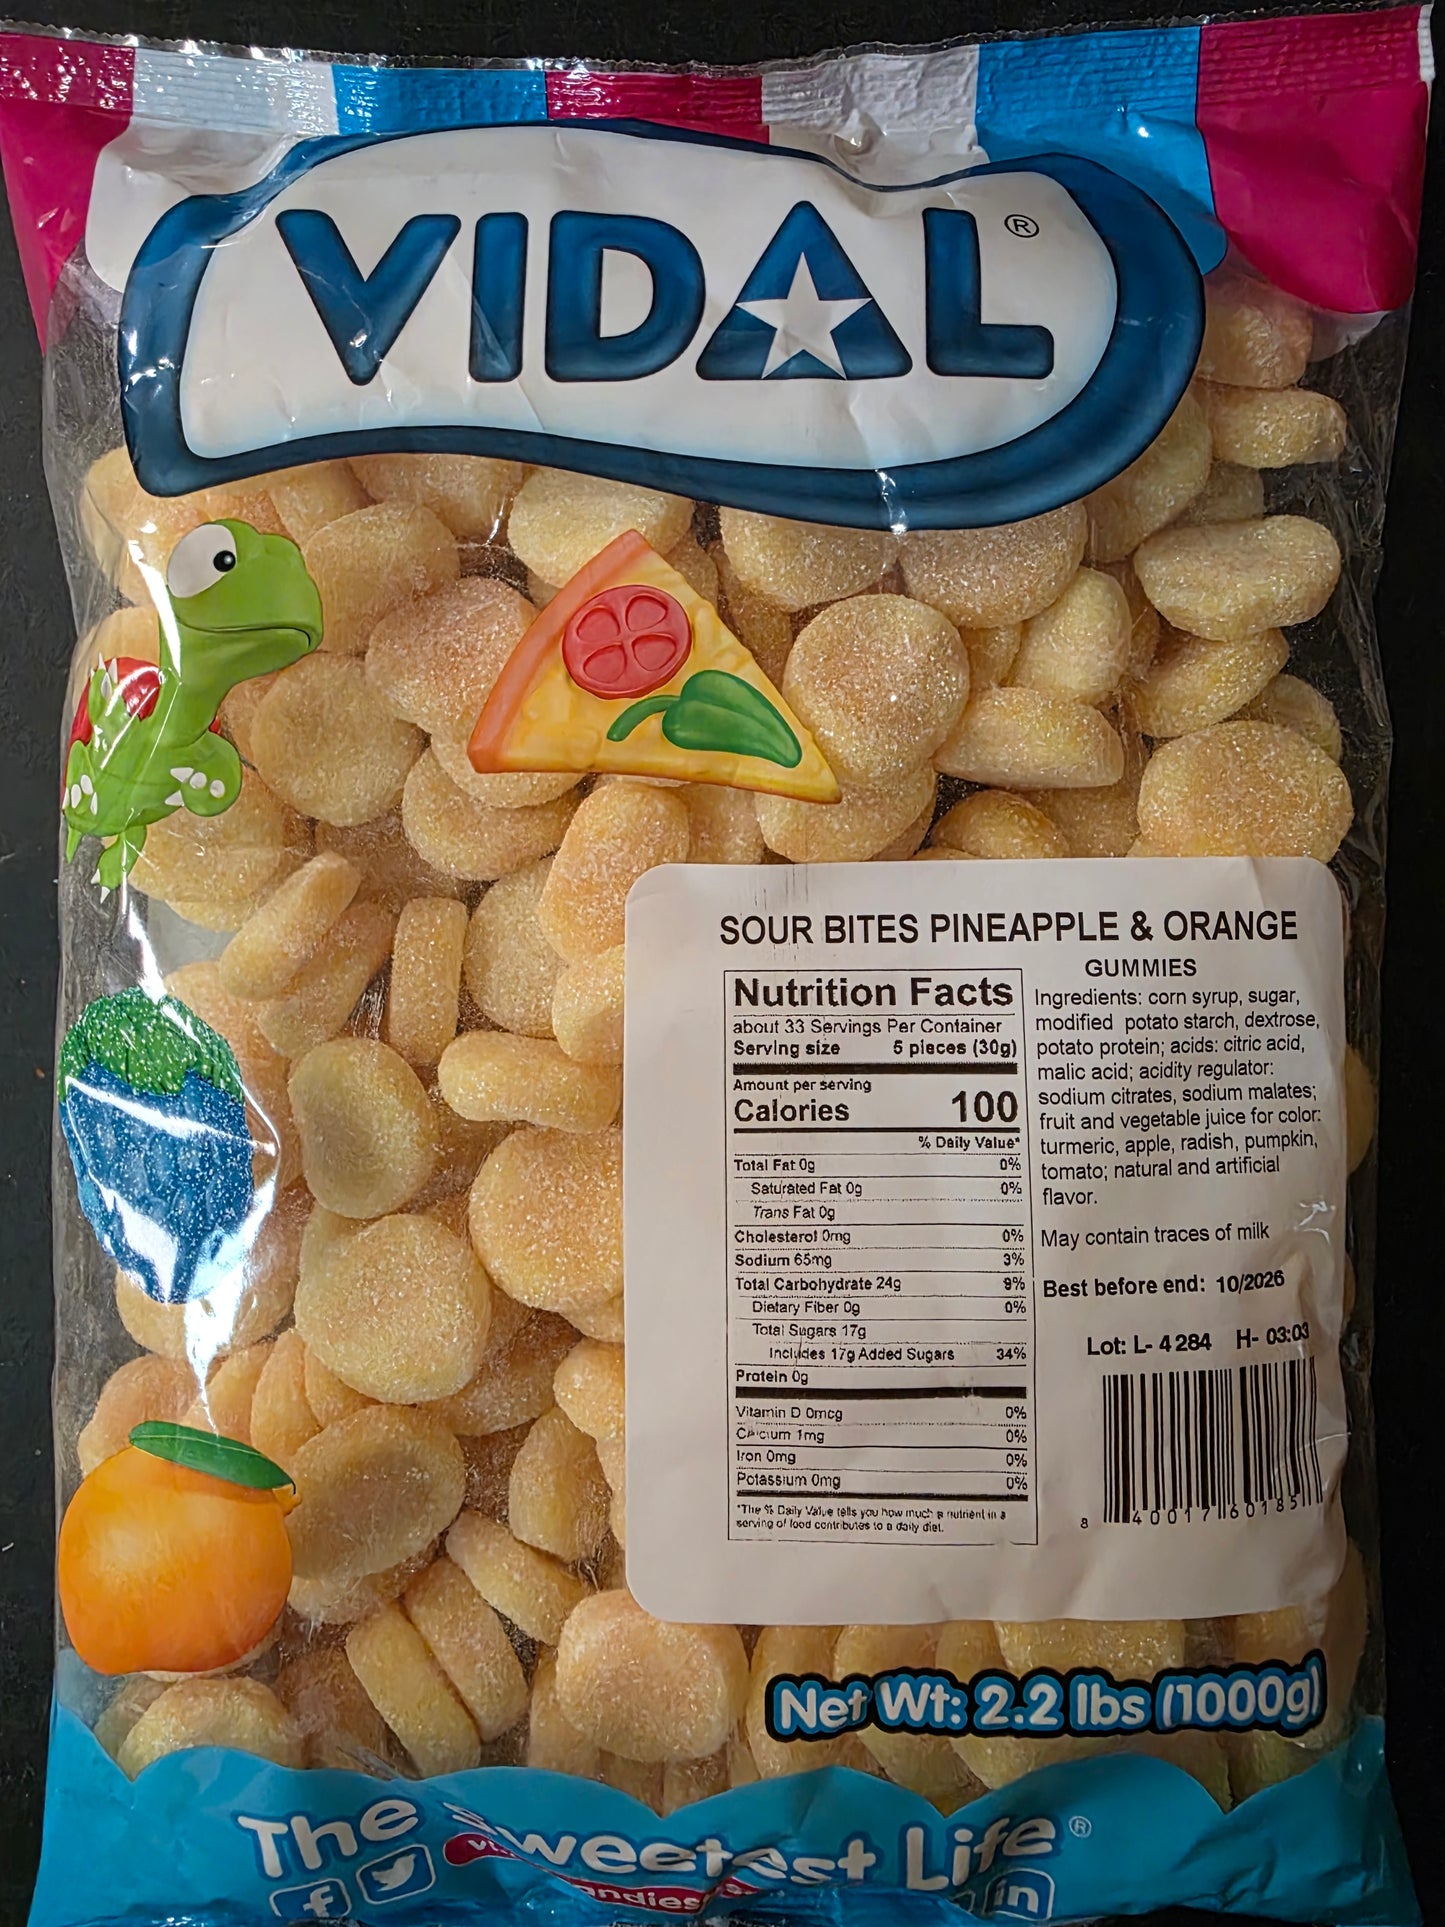 VIDAL®
SOUR BITES PINEAPPLE & ORANGE
GUMMIES
Nutrition Facts
about 33 Servings Per Container
Serving size 5 pieces (30g)
Amount per serving
Calories 100
% Daily Value*
Total Fat 0g 0%
Saturated Fat 0g 0%
Trans Fat 0g
Cholesterol 0mg 0%
Sodium 65mg 3%
Total Carbohydrate 24g 9%
Dietary Fiber 0g 0%
Total Sugars 17g
Includes 17g Added Sugars 34%
Protein 0g
Vitamin D 0mcg 0%
Calcium 1mg 0%
Iron 0mg 0%
Potassium 0mg 0%
*The % Daily Value tells you how much a nutrient in a
serving of food contributes to a daily diet.
Ingredients: corn syrup, sugar,
modified potato starch, dextrose,
potato protein; acids: citric acid,
malic acid; acidity regulator:
sodium citrates, sodium malates;
fruit and vegetable juice for color:
turmeric, apple, radish, pumpkin,
tomato; natural and artificial
flavor.
May contain traces of milk
Best before end: 10/2026
Lot: L- 4284 H- 03:03
8 40017 60185
Net Wt: 2.2 lbs (1000g)
The Sweetest Life®
f in